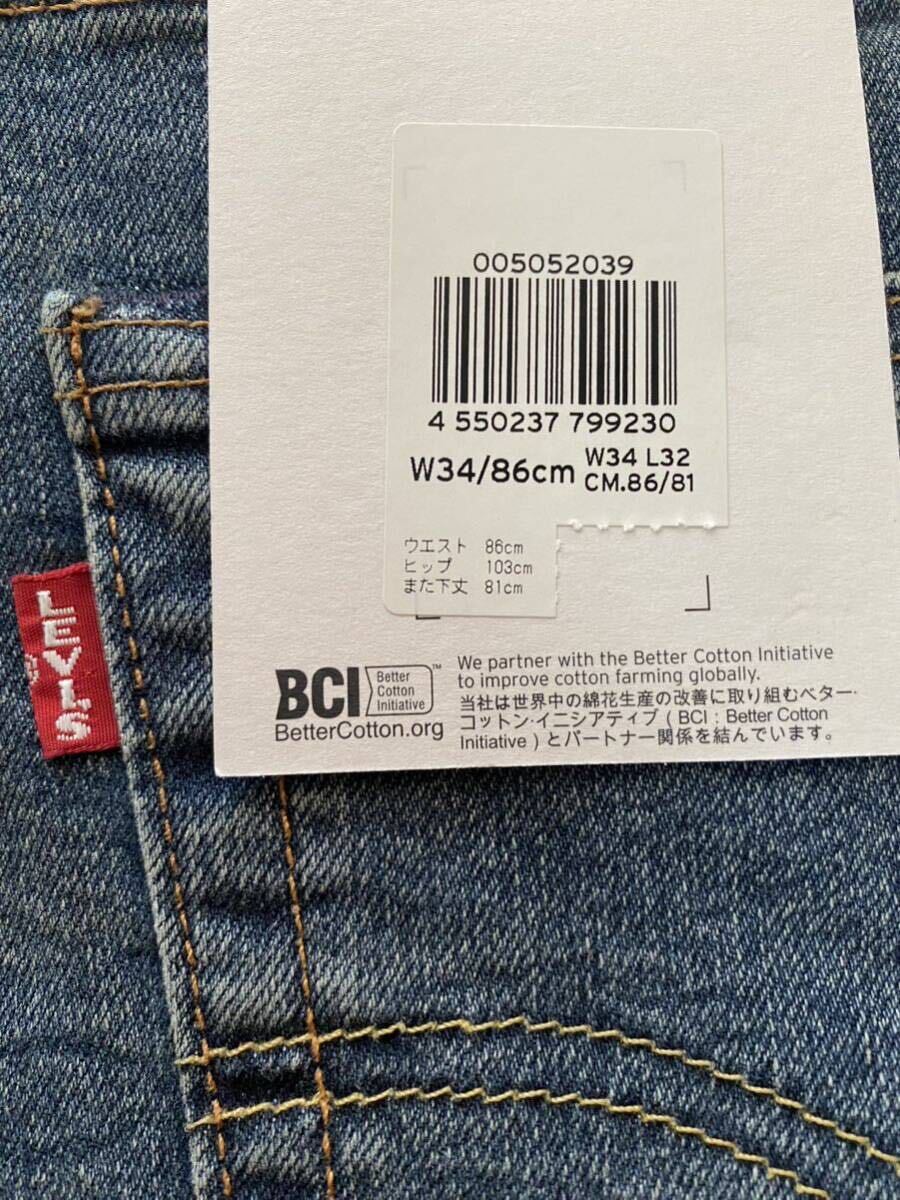 005052039
4 550237 799230
W34/86cm
W34 L32
CM.86/81
ウエスト 86cm
ヒップ 103cm
また下丈 81cm
LEVI'S
BCI
Better
Cotton
Initiative
™
BetterCotton.org
We partner with the Better Cotton Initiative
to improve cotton farming globally.
当社は世界中の綿花生産の改善に取り組むベター・
コットン・イニシアティブ ( BCI : Better Cotton
Initiative ) とパートナー関係を結んでいます。